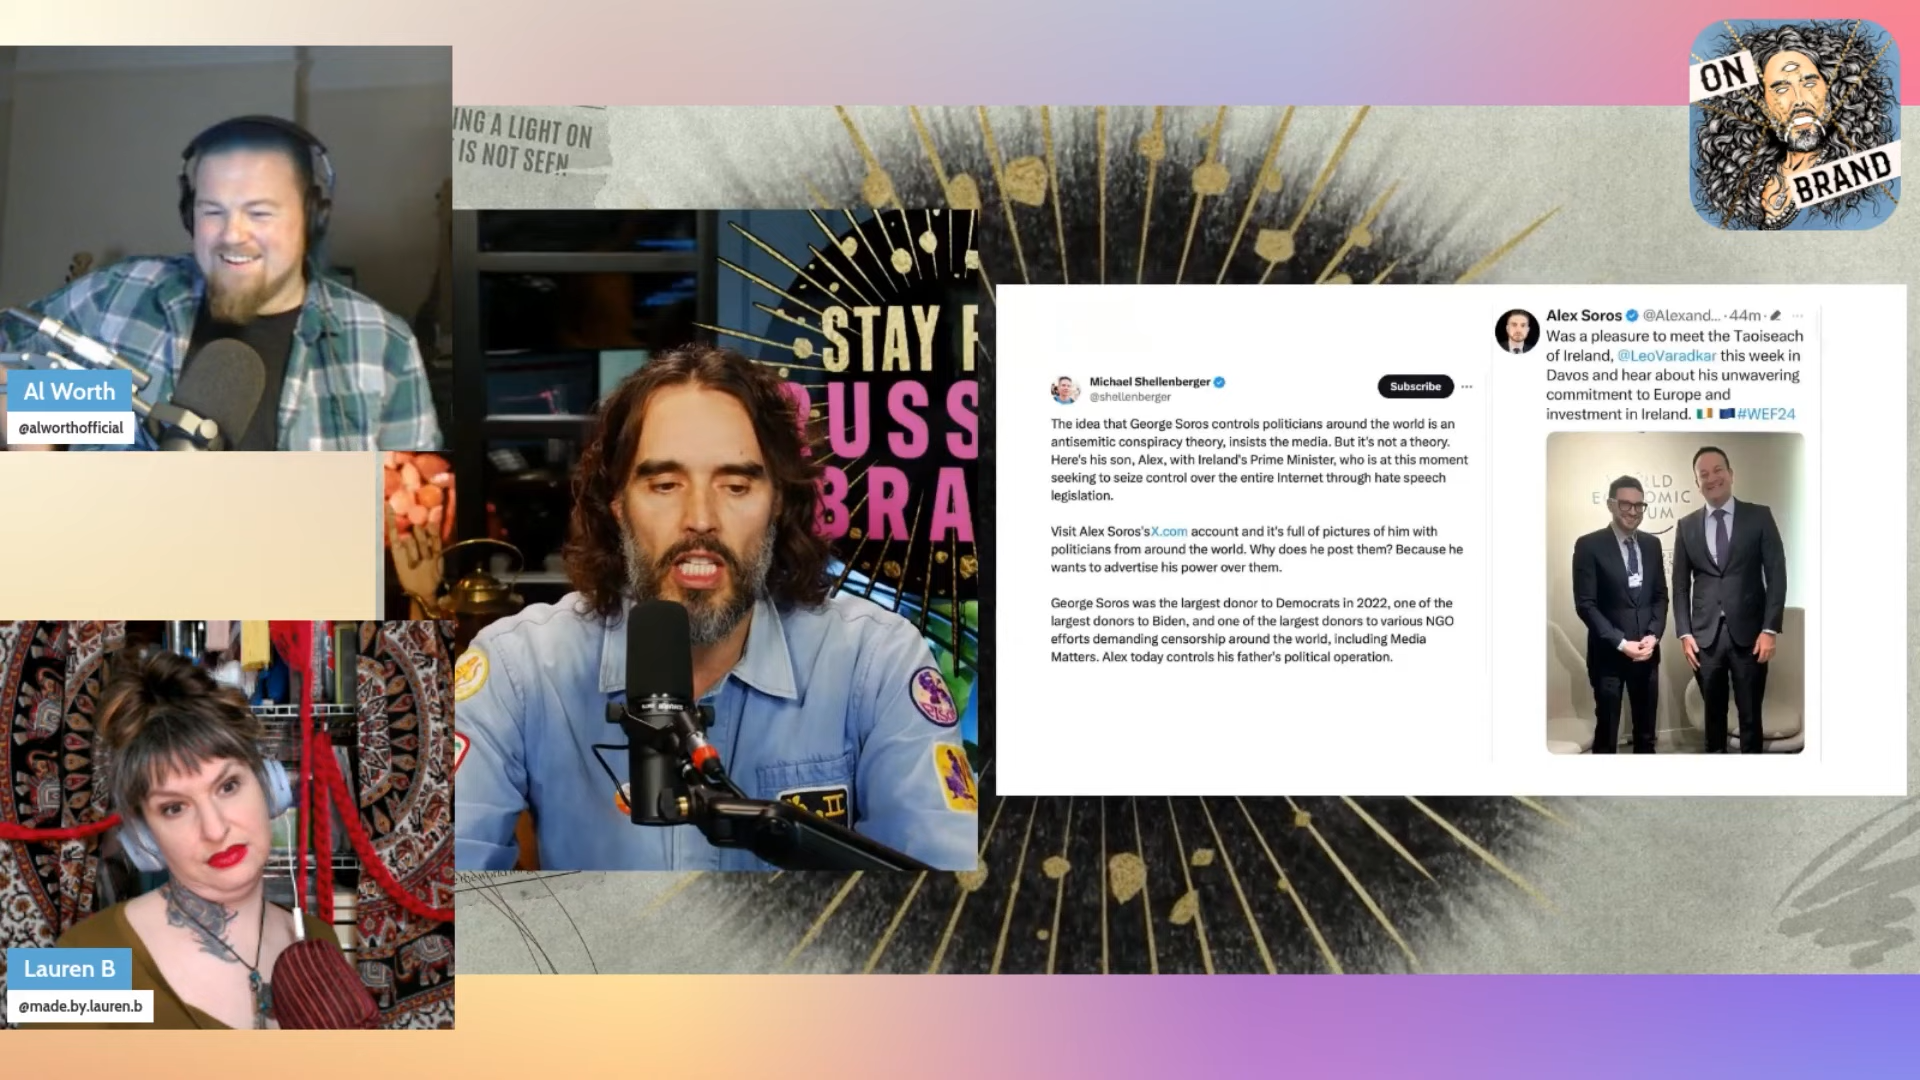 ON
BRAND
ING A LIGHT ON
IS NOT SEEN
Al Worth
@alworthofficial
Lauren B
@made.by.lauren.b
STAY F
RUSS
BRA
II
Michael Shellenberger
@shellenberger
Subscribe
The idea that George Soros controls politicians around the world is an
antisemitic conspiracy theory, insists the media. But it's not a theory.
Here's his son, Alex, with Ireland's Prime Minister, who is at this moment
seeking to seize control over the entire Internet through hate speech
legislation.
Visit Alex Soros'sX.com account and it's full of pictures of him with
politicians from around the world. Why does he post them? Because he
wants to advertise his power over them.
George Soros was the largest donor to Democrats in 2022, one of the
largest donors to Biden, and one of the largest donors to various NGO
efforts demanding censorship around the world, including Media
Matters. Alex today controls his father's political operation.
Alex Soros @Alexand... · 44m ·
Was a pleasure to meet the Taoiseach
of Ireland, @LeoVaradkar this week in
Davos and hear about his unwavering
commitment to Europe and
investment in Ireland. #WEF24
WORLD
ECONOMIC
FORUM